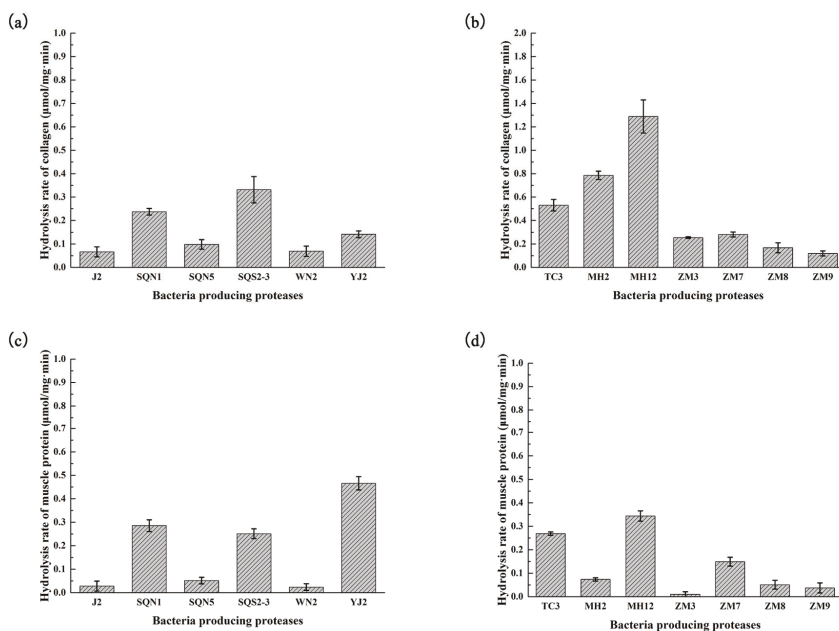 (a)
Hydrolysis rate of collagen (μmol/mg·min)
1.0
0.9
0.8
0.7
0.6
0.5
0.4
0.3
0.2
0.1
0.0
J2 SQN1 SQN5 SQS2-3 WN2 YJ2
Bacteria producing proteases
(b)
Hydrolysis rate of collagen (μmol/mg·min)
2.0
1.8
1.6
1.4
1.2
1.0
0.8
0.6
0.4
0.2
0.0
TC3 MH2 MH12 ZM3 ZM7 ZM8 ZM9
Bacteria producing proteases
(c)
Hydrolysis rate of muscle protein (μmol/mg·min)
1.0
0.9
0.8
0.7
0.6
0.5
0.4
0.3
0.2
0.1
0.0
J2 SQN1 SQN5 SQS2-3 WN2 YJ2
Bacteria producing proteases
(d)
Hydrolysis rate of muscle protein (μmol/mg·min)
1.0
0.9
0.8
0.7
0.6
0.5
0.4
0.3
0.2
0.1
0.0
TC3 MH2 MH12 ZM3 ZM7 ZM8 ZM9
Bacteria producing proteases